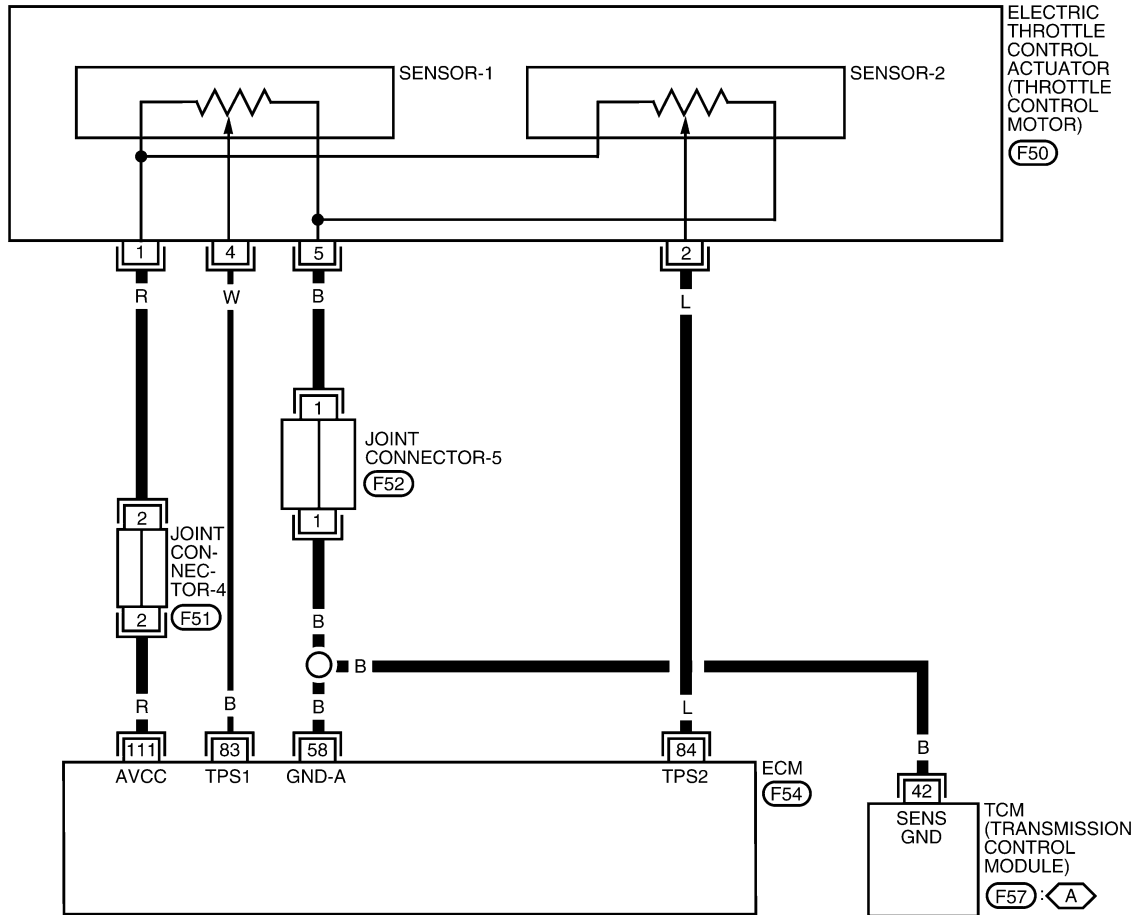 ELECTRIC
THROTTLE
CONTROL
ACTUATOR
(THROTTLE
CONTROL
MOTOR)
F50
SENSOR-1
SENSOR-2
1
4
5
2
R
W
B
L
1
JOINT
CONNECTOR-5
F52
1
2
JOINT
CON-
NEC-
TOR-4
F51
2
B
B
R
B
B
L
B
111
83
58
84
AVCC
TPS1
GND-A
TPS2
ECM
F54
42
SENS
GND
TCM
(TRANSMISSION
CONTROL
MODULE)
F57 : A